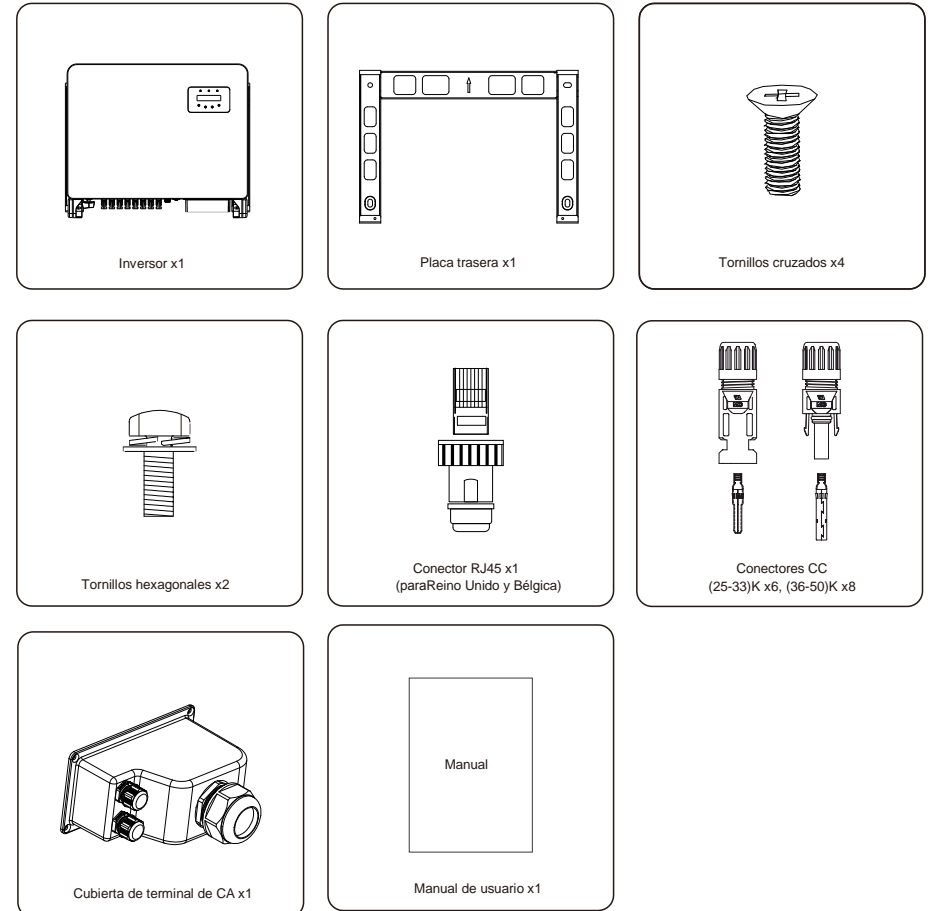 Inversor x1
Placa trasera x1
Tornillos cruzados x4
Tornillos hexagonales x2
Conector RJ45 x1
(paraReino Unido y Bélgica)
Conectores CC
(25-33)K x6, (36-50)K x8
Cubierta de terminal de CA x1
Manual
Manual de usuario x1